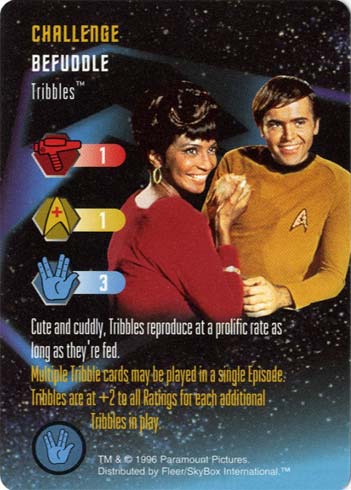 CHALLENGE
BEFUDDLE
Tribbles™
1
1
3
Cute and cuddly, Tribbles reproduce at a prolific rate as
long as they're fed.
Multiple Tribble cards may be played in a single Episode.
Tribbles are at +2 to all Ratings for each additional
Tribbles in play.
TM & © 1996 Paramount Pictures.
Distributed by Fleer/SkyBox International.™